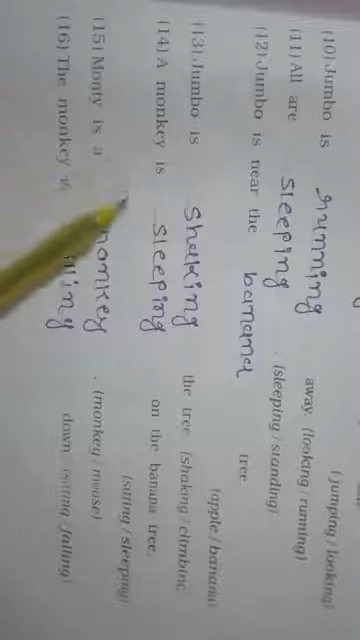 (jumping / looking)
(10) Jumbo is running away. (looking / running)
(11) All are sleeping . (sleeping / standing)
(12) Jumbo is near the banana tree.
(apple / banana)
(13) Jumbo is shaking the tree (shaking / climbing
(14) A monkey is sleeping on the banana tree.
(sitting / sleeping)
(15) Monty is a monkey . (monkey / mouse)
(16) The monkey down (sitting / falling)